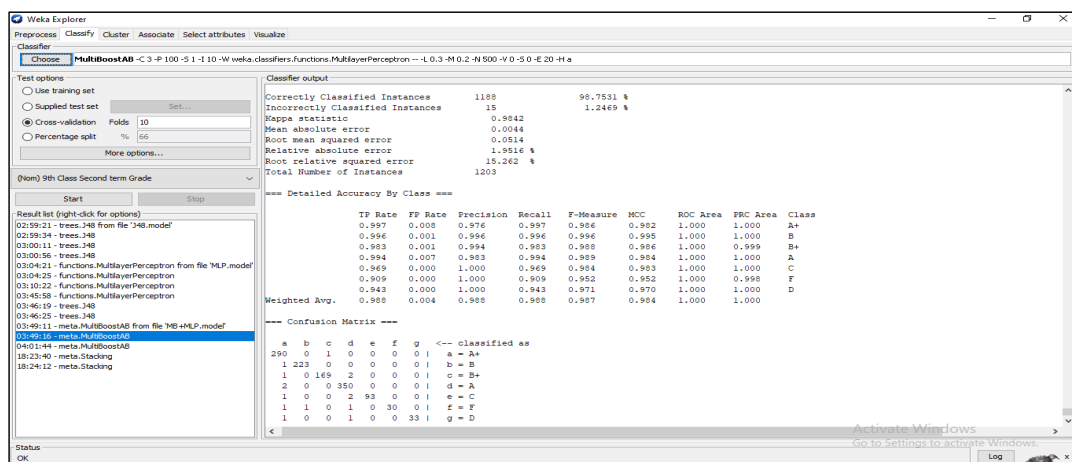 Weka Explorer
Preprocess Classify Cluster Associate Select attributes Visualize
Classifier
Choose MultiBoostAB -C 3 -P 100 -S 1 -I 10 -W weka.classifiers.functions.MultilayerPerceptron -- -L 0.3 -M 0.2 -N 500 -V 0 -S 0 -E 20 -H a
Test options
Use training set
Supplied test set Set...
Cross-validation Folds 10
Percentage split % 66
More options...
(Nom) 9th Class Second term Grade
Start Stop
Result list (right-click for options)
02:59:21 - trees.J48 from file 'J48.model'
02:59:34 - trees.J48
03:00:11 - trees.J48
03:00:56 - trees.J48
03:04:21 - functions.MultilayerPerceptron from file 'MLP.model'
03:04:25 - functions.MultilayerPerceptron
03:10:22 - functions.MultilayerPerceptron
03:45:58 - functions.MultilayerPerceptron
03:46:19 - trees.J48
03:46:25 - trees.J48
03:49:11 - meta.MultiBoostAB from file 'MB+MLP.model'
03:49:16 - meta.MultiBoostAB
04:01:44 - meta.MultiBoostAB
18:23:40 - meta.Stacking
18:24:12 - meta.Stacking
Classifier output
Correctly Classified Instances 1188 98.7531 %
Incorrectly Classified Instances 15 1.2469 %
Kappa statistic 0.9842
Mean absolute error 0.0044
Root mean squared error 0.0514
Relative absolute error 1.9516 %
Root relative squared error 15.262 %
Total Number of Instances 1203
=== Detailed Accuracy By Class ===
TP Rate FP Rate Precision Recall F-Measure MCC ROC Area PRC Area Class
0.997 0.008 0.976 0.997 0.986 0.982 1.000 1.000 A+
0.996 0.001 0.996 0.996 0.996 0.995 1.000 1.000 B
0.983 0.001 0.994 0.983 0.988 0.986 1.000 0.999 B+
0.994 0.007 0.983 0.994 0.989 0.984 1.000 1.000 A
0.969 0.000 1.000 0.969 0.984 0.983 1.000 1.000 C
0.909 0.000 1.000 0.909 0.952 0.952 1.000 0.998 F
0.943 0.000 1.000 0.943 0.971 0.970 1.000 1.000 D
Weighted Avg. 0.988 0.004 0.988 0.988 0.987 0.984 1.000 1.000
=== Confusion Matrix ===
a b c d e f g <-- classified as
290 0 1 0 0 0 0 | a = A+
1 223 0 0 0 0 0 | b = B
1 0 169 2 0 0 0 | c = B+
2 0 0 350 0 0 0 | d = A
1 0 0 2 93 0 0 | e = C
1 1 0 1 0 30 0 | f = F
1 0 0 1 0 0 33 | g = D
Activate Windows
Go to Settings to activate Windows.
Status
OK
Log
x